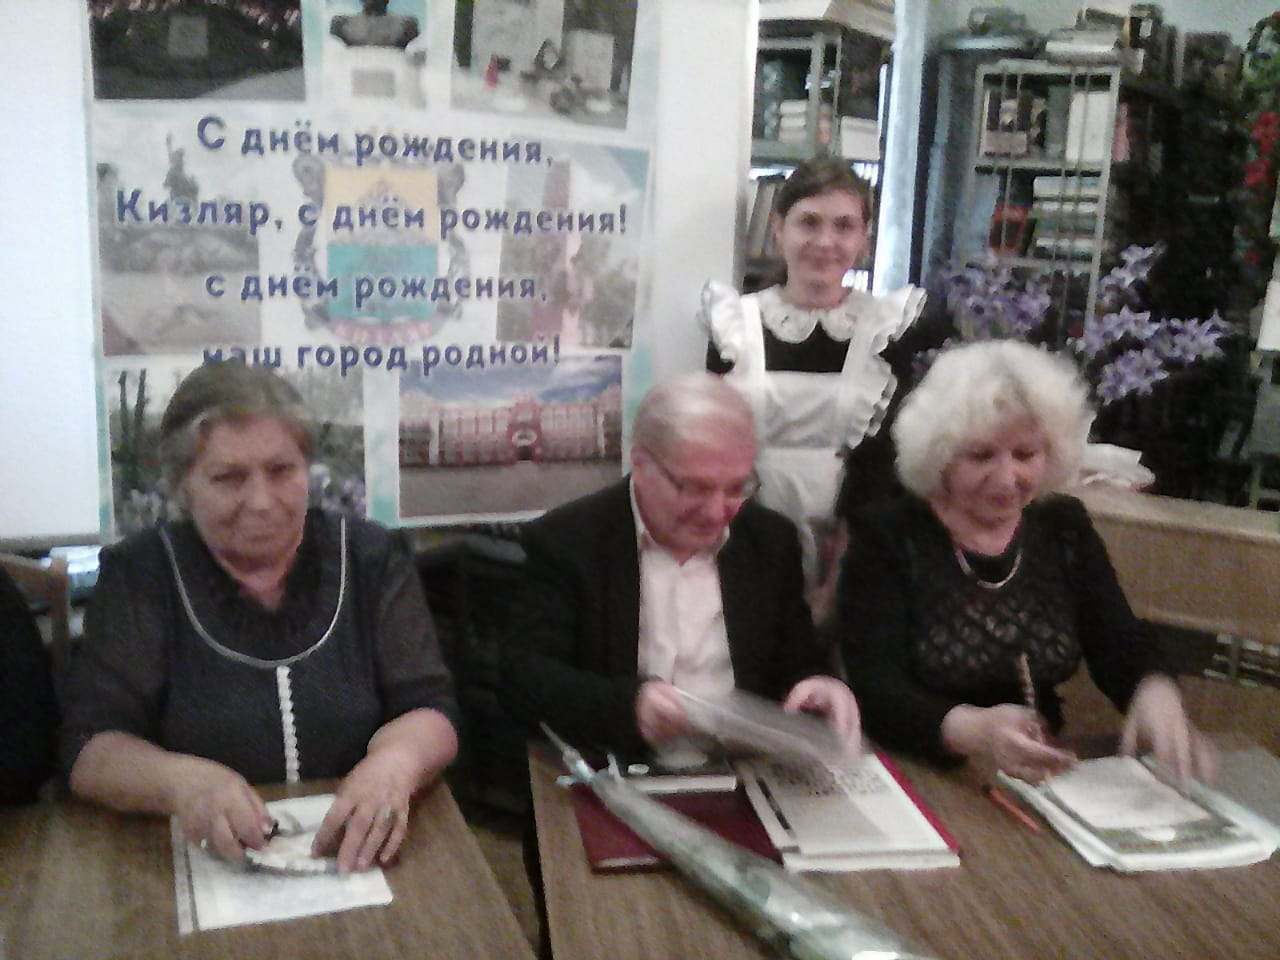 С днём рождения,
Кизляр, с днём рождения!
с днём рождения,
наш город родной!